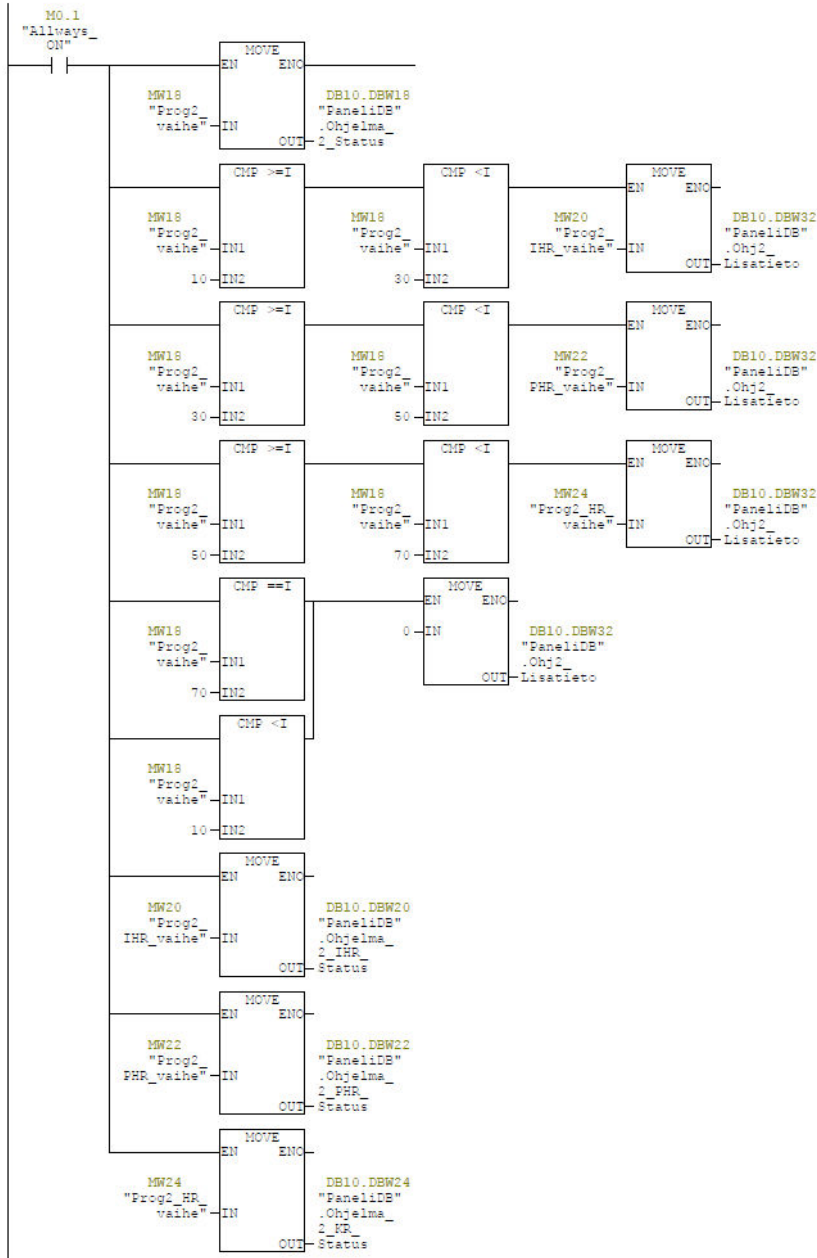 M0.1
"Allways_
ON"
MOVE
EN ENO
MW18 DB10.DBW18
"Prog2_ "PaneliDB"
vaihe" IN .Ohjelma_
OUT 2_Status
CMP >=I CMP <I MOVE
EN ENO
MW18 MW18 MW20 DB10.DBW32
"Prog2_ "Prog2_ "Prog2_ "PaneliDB"
vaihe" IN1 vaihe" IN1 IHR_vaihe" IN .Ohj2_
OUT Lisatieto
10 IN2 30 IN2
CMP >=I CMP <I MOVE
EN ENO
MW18 MW18 MW22 DB10.DBW32
"Prog2_ "Prog2_ "Prog2_ "PaneliDB"
vaihe" IN1 vaihe" IN1 PHR_vaihe" IN .Ohj2_
OUT Lisatieto
30 IN2 50 IN2
CMP >=I CMP <I MOVE
EN ENO
MW18 MW18 MW24 DB10.DBW32
"Prog2_ "Prog2_ "Prog2_HR_ "PaneliDB"
vaihe" IN1 vaihe" IN1 vaihe" IN .Ohj2_
OUT Lisatieto
50 IN2 70 IN2
CMP ==I MOVE
EN ENO
MW18 0 IN DB10.DBW32
"Prog2_ "PaneliDB"
vaihe" IN1 .Ohj2_
70 IN2 OUT Lisatieto
CMP <I
MW18
"Prog2_
vaihe" IN1
10 IN2
MOVE
EN ENO
MW20 DB10.DBW20
"Prog2_ "PaneliDB"
IHR_vaihe" IN .Ohjelma_
2_IHR_
OUT Status
MOVE
EN ENO
MW22 DB10.DBW22
"Prog2_ "PaneliDB"
PHR_vaihe" IN .Ohjelma_
2_PHR_
OUT Status
MOVE
EN ENO
MW24 DB10.DBW24
"Prog2_HR_ "PaneliDB"
vaihe" IN .Ohjelma_
2_KR_
OUT Status